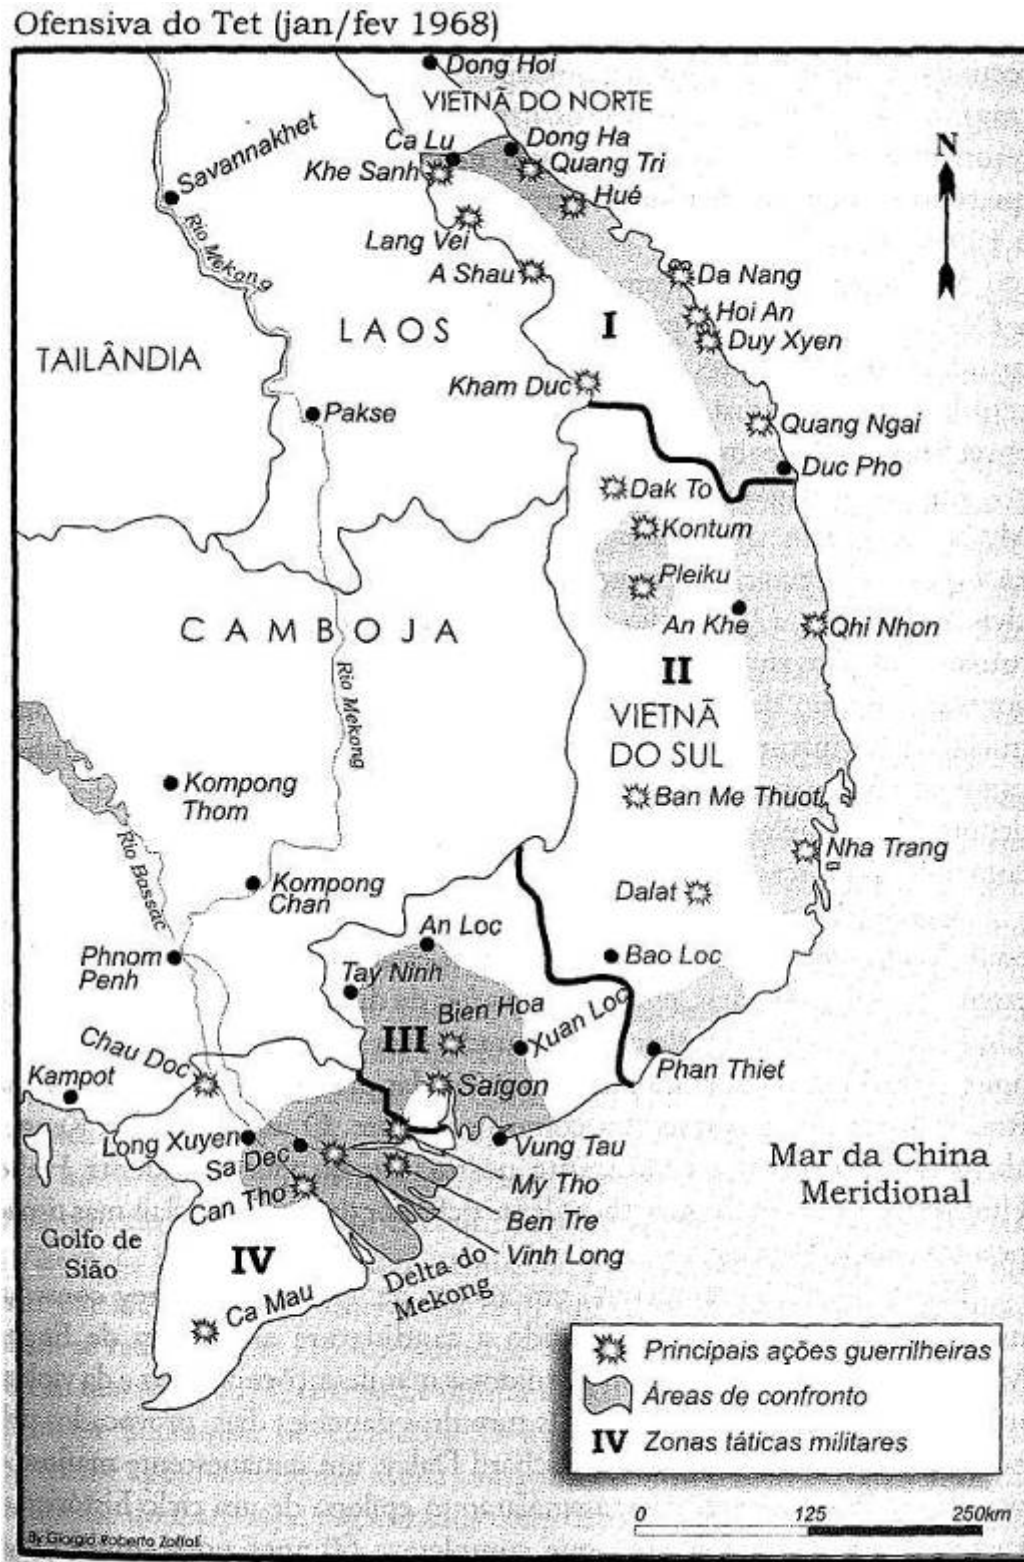 Ofensiva do Tet (jan/fev 1968)
Dong Hoi
VIETNÃ DO NORTE
Savannakhet
Ca Lu
Dong Ha
Khe Sanh
Quang Tri
N
Hué
Rio Mekong
Lang Vei
A Shau
Da Nang
Hoi An
LAOS
I
Duy Xyen
TAILÂNDIA
Kham Duc
Pakse
Quang Ngai
Duc Pho
Dak To
Kontum
Pleiku
CAMBOJA
An Khe
Qhi Nhon
II
Rio Mekong
VIETNÃ
DO SUL
Kompong
Thom
Ban Me Thuot
Rio Bassac
Nha Trang
Kompong
Chan
Dalat
An Loc
Phnom
Penh
Bao Loc
Tay Ninh
Bien Hoa
Xuan Loc
III
Chau Doc
Phan Thiet
Kampot
Saigon
Long Xuyen
Vung Tau
Sa Dec
Mar da China
Meridional
My Tho
Can Tho
Ben Tre
Golfo de
Sião
Vinh Long
IV
Delta do
Mekong
Ca Mau
Principais ações guerrilheiras
Áreas de confronto
IV Zonas táticas militares
0 125 250km
By Giorgio Roberto Zoffoli